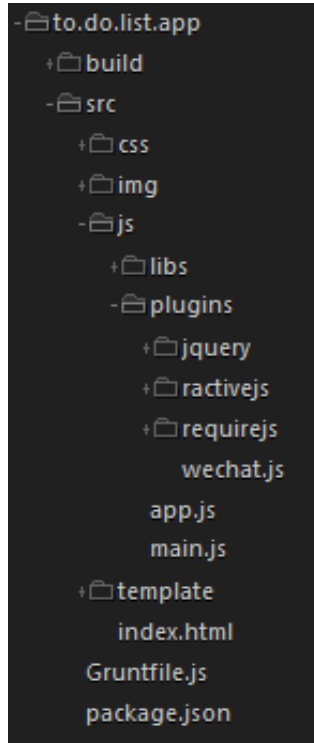 to.do.list.app
build
src
css
img
js
libs
plugins
jquery
ractivejs
requirejs
wechat.js
app.js
main.js
template
index.html
Gruntfile.js
package.json